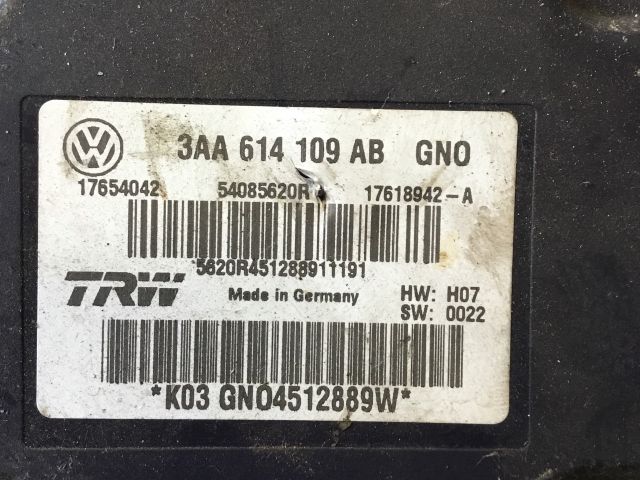 3AA 614 109 AB GNO
17654042 54085620R 17618942-A
5620R451288911191
TRW Made in Germany HW: H07
SW: 0022
*K03 GNO4512889W*